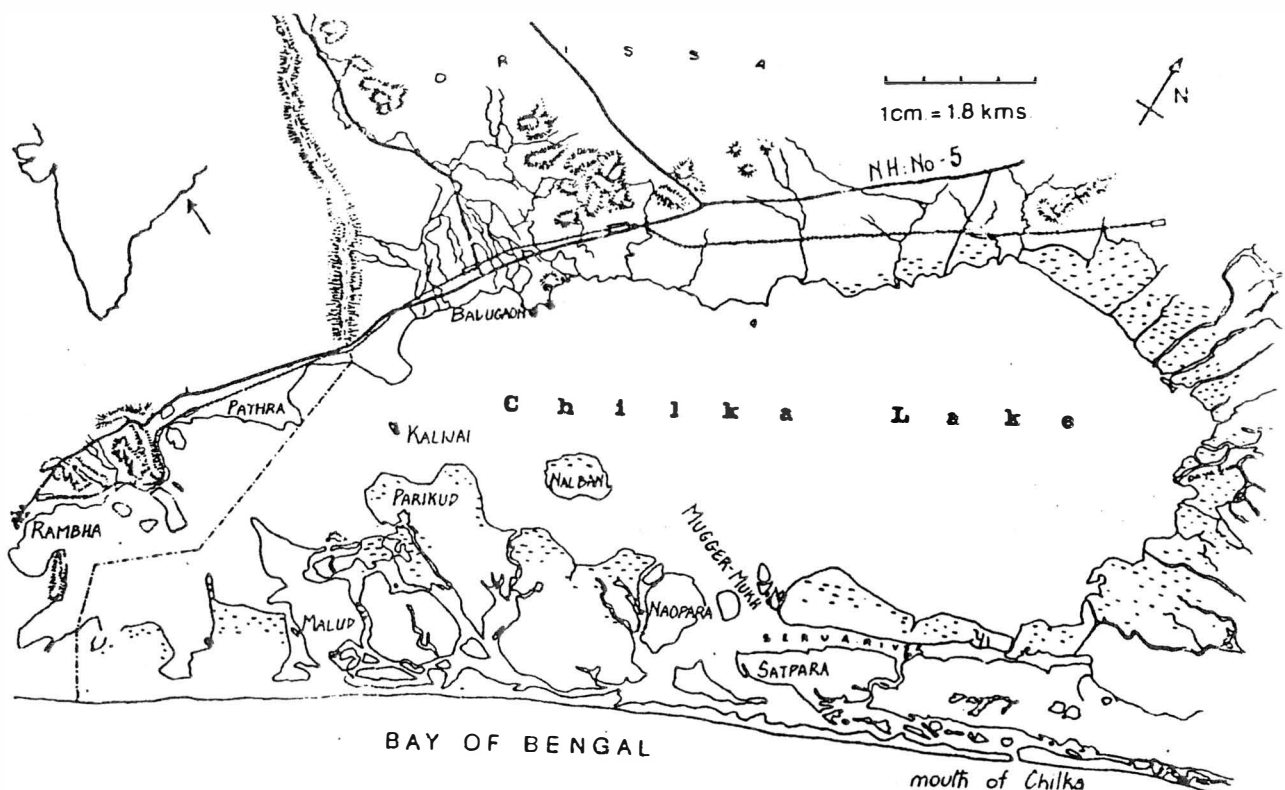 ORISSA
1cm = 1.8 kms.
N
NH: No-5
BALUGAON
PATHRA
Chilka Lake
KALIJAI
NALBAN
PARIKUD
RAMBHA
MUGGER-MUKH
NAOPARA
MALUD
SATPARA
BAY OF BENGAL
mouth of Chilka